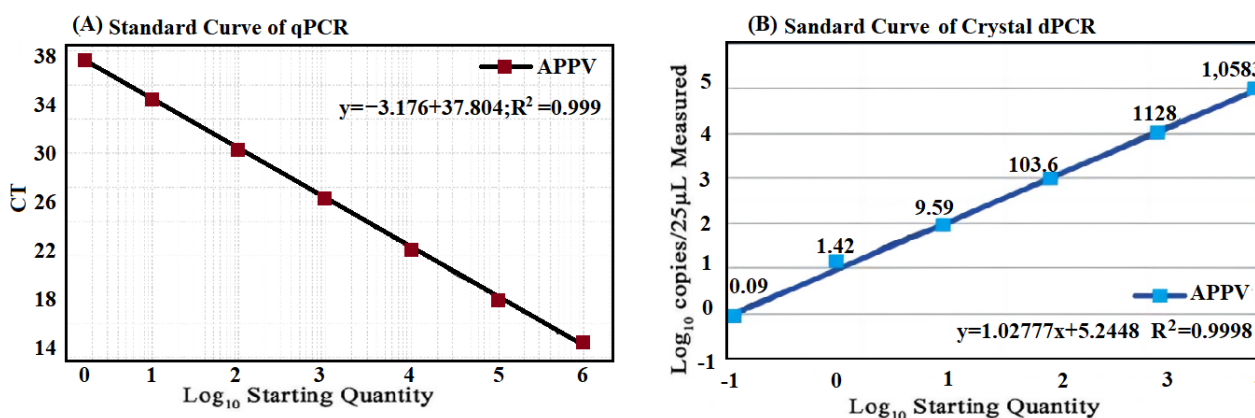 (A) Standard Curve of qPCR
38
34
30
26
22
18
14
CT
APPV
y=−3.176+37.804;R² =0.999
0 1 2 3 4 5 6
Log₁₀ Starting Quantity
(B) Sandard Curve of Crystal dPCR
5
4
3
2
1
0
-1
Log₁₀ copies/25μL Measured
0.09
1.42
9.59
103.6
1128
1,0583
APPV
y=1.02777x+5.2448 R²=0.9998
-1 0 1 2 3
Log₁₀ Starting Quantity